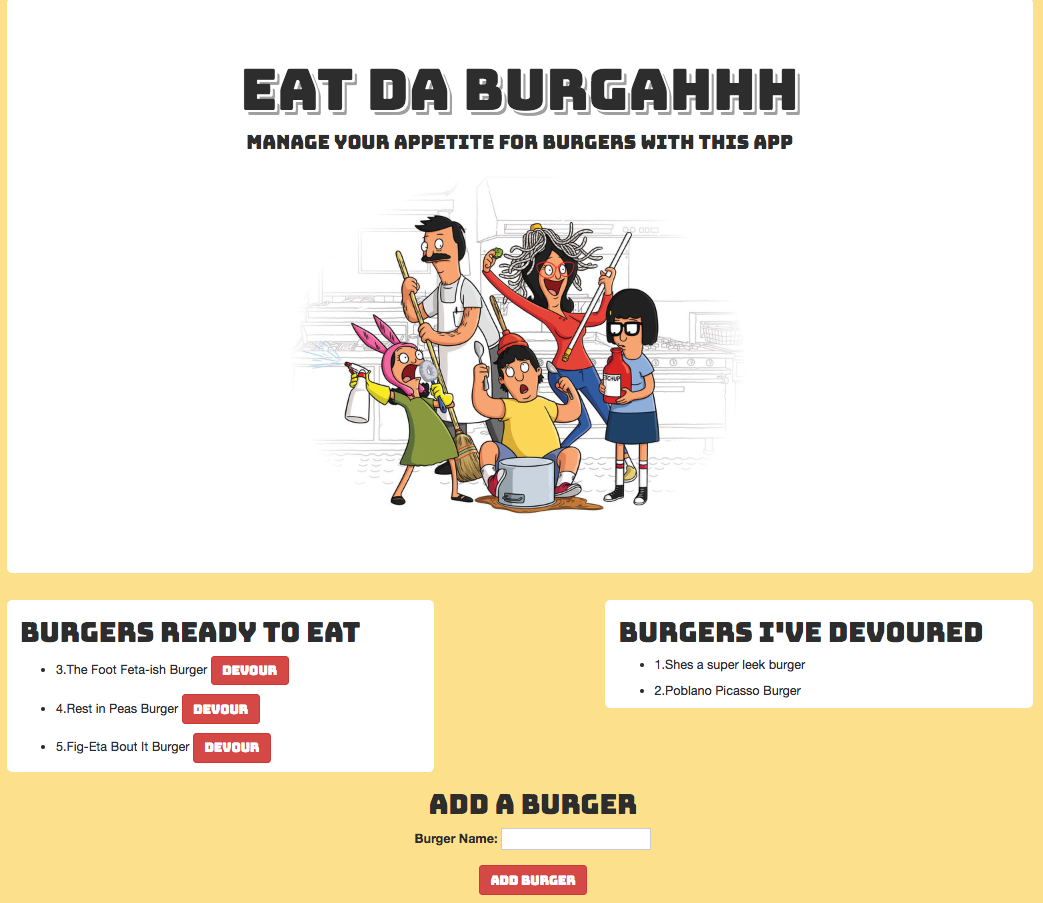 EAT DA BURGAHHH
MANAGE YOUR APPETITE FOR BURGERS WITH THIS APP
ETCHUP
BURGERS READY TO EAT
3.The Foot Feta-ish Burger DEVOUR
4.Rest in Peas Burger DEVOUR
5.Fig-Eta Bout It Burger DEVOUR
BURGERS I'VE DEVOURED
1.Shes a super leek burger
2.Poblano Picasso Burger
ADD A BURGER
Burger Name:
ADD BURGER